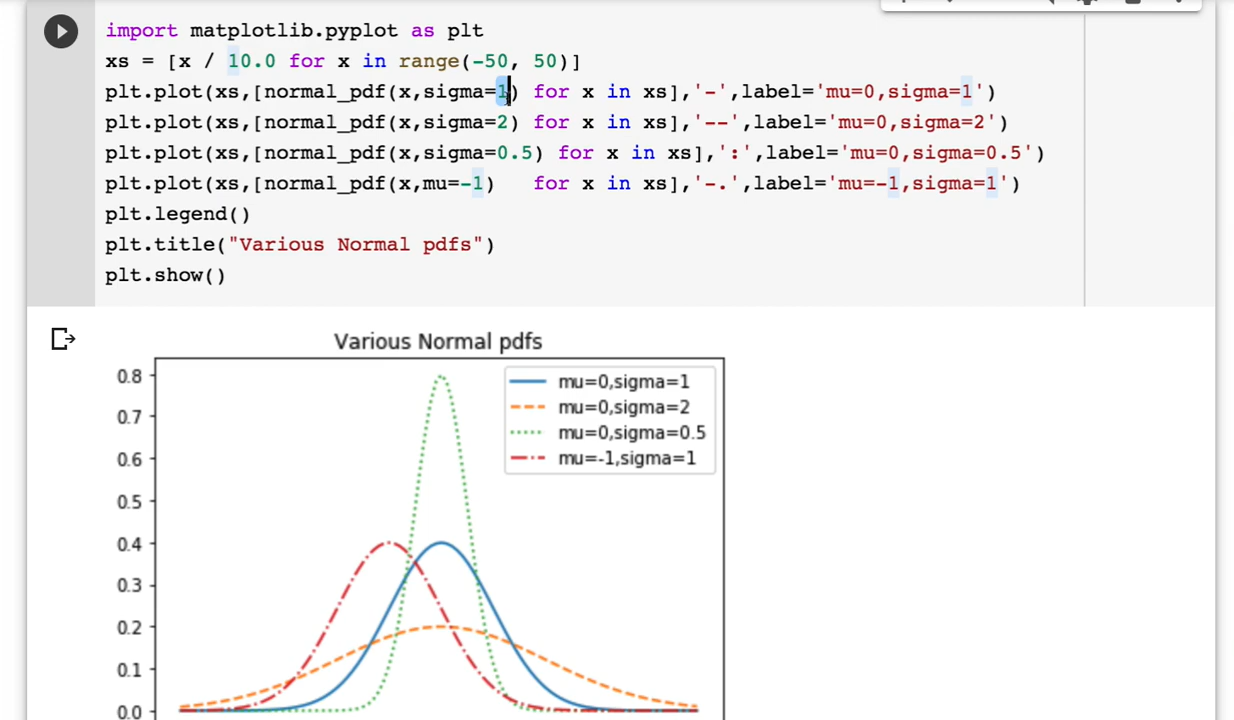 import matplotlib.pyplot as plt
xs = [x / 10.0 for x in range(-50, 50)]
plt.plot(xs,[normal_pdf(x,sigma=1) for x in xs],'-',label='mu=0,sigma=1')
plt.plot(xs,[normal_pdf(x,sigma=2) for x in xs],'--',label='mu=0,sigma=2')
plt.plot(xs,[normal_pdf(x,sigma=0.5) for x in xs],':',label='mu=0,sigma=0.5')
plt.plot(xs,[normal_pdf(x,mu=-1)   for x in xs],'-.',label='mu=-1,sigma=1')
plt.legend()
plt.title("Various Normal pdfs")
plt.show()
Various Normal pdfs
mu=0,sigma=1
mu=0,sigma=2
mu=0,sigma=0.5
mu=-1,sigma=1
0.8
0.7
0.6
0.5
0.4
0.3
0.2
0.1
0.0